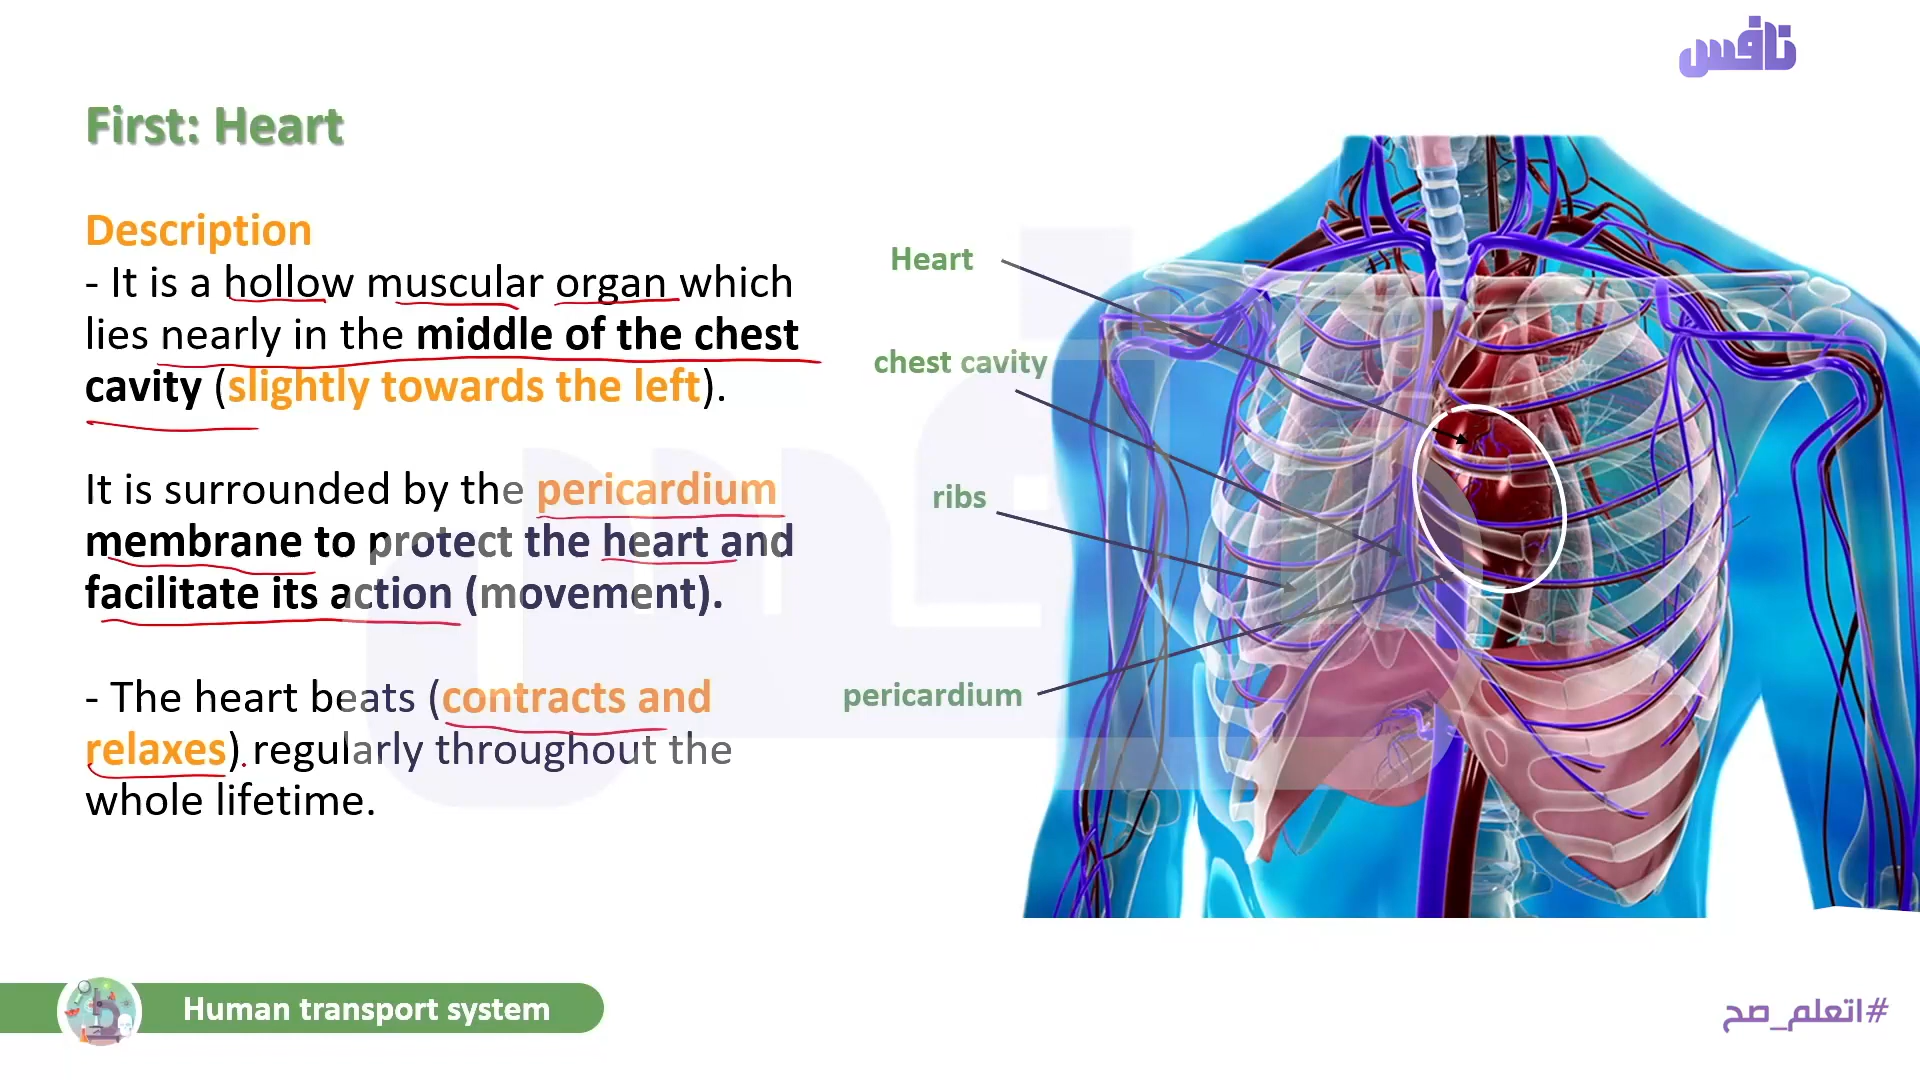 نافس
First: Heart
Description
- It is a hollow muscular organ which
lies nearly in the middle of the chest
cavity (slightly towards the left).
It is surrounded by the pericardium
membrane to protect the heart and
facilitate its action (movement).
- The heart beats (contracts and
relaxes) regularly throughout the
whole lifetime.
Heart
chest cavity
ribs
pericardium
Human transport system
#اتعلم_صح